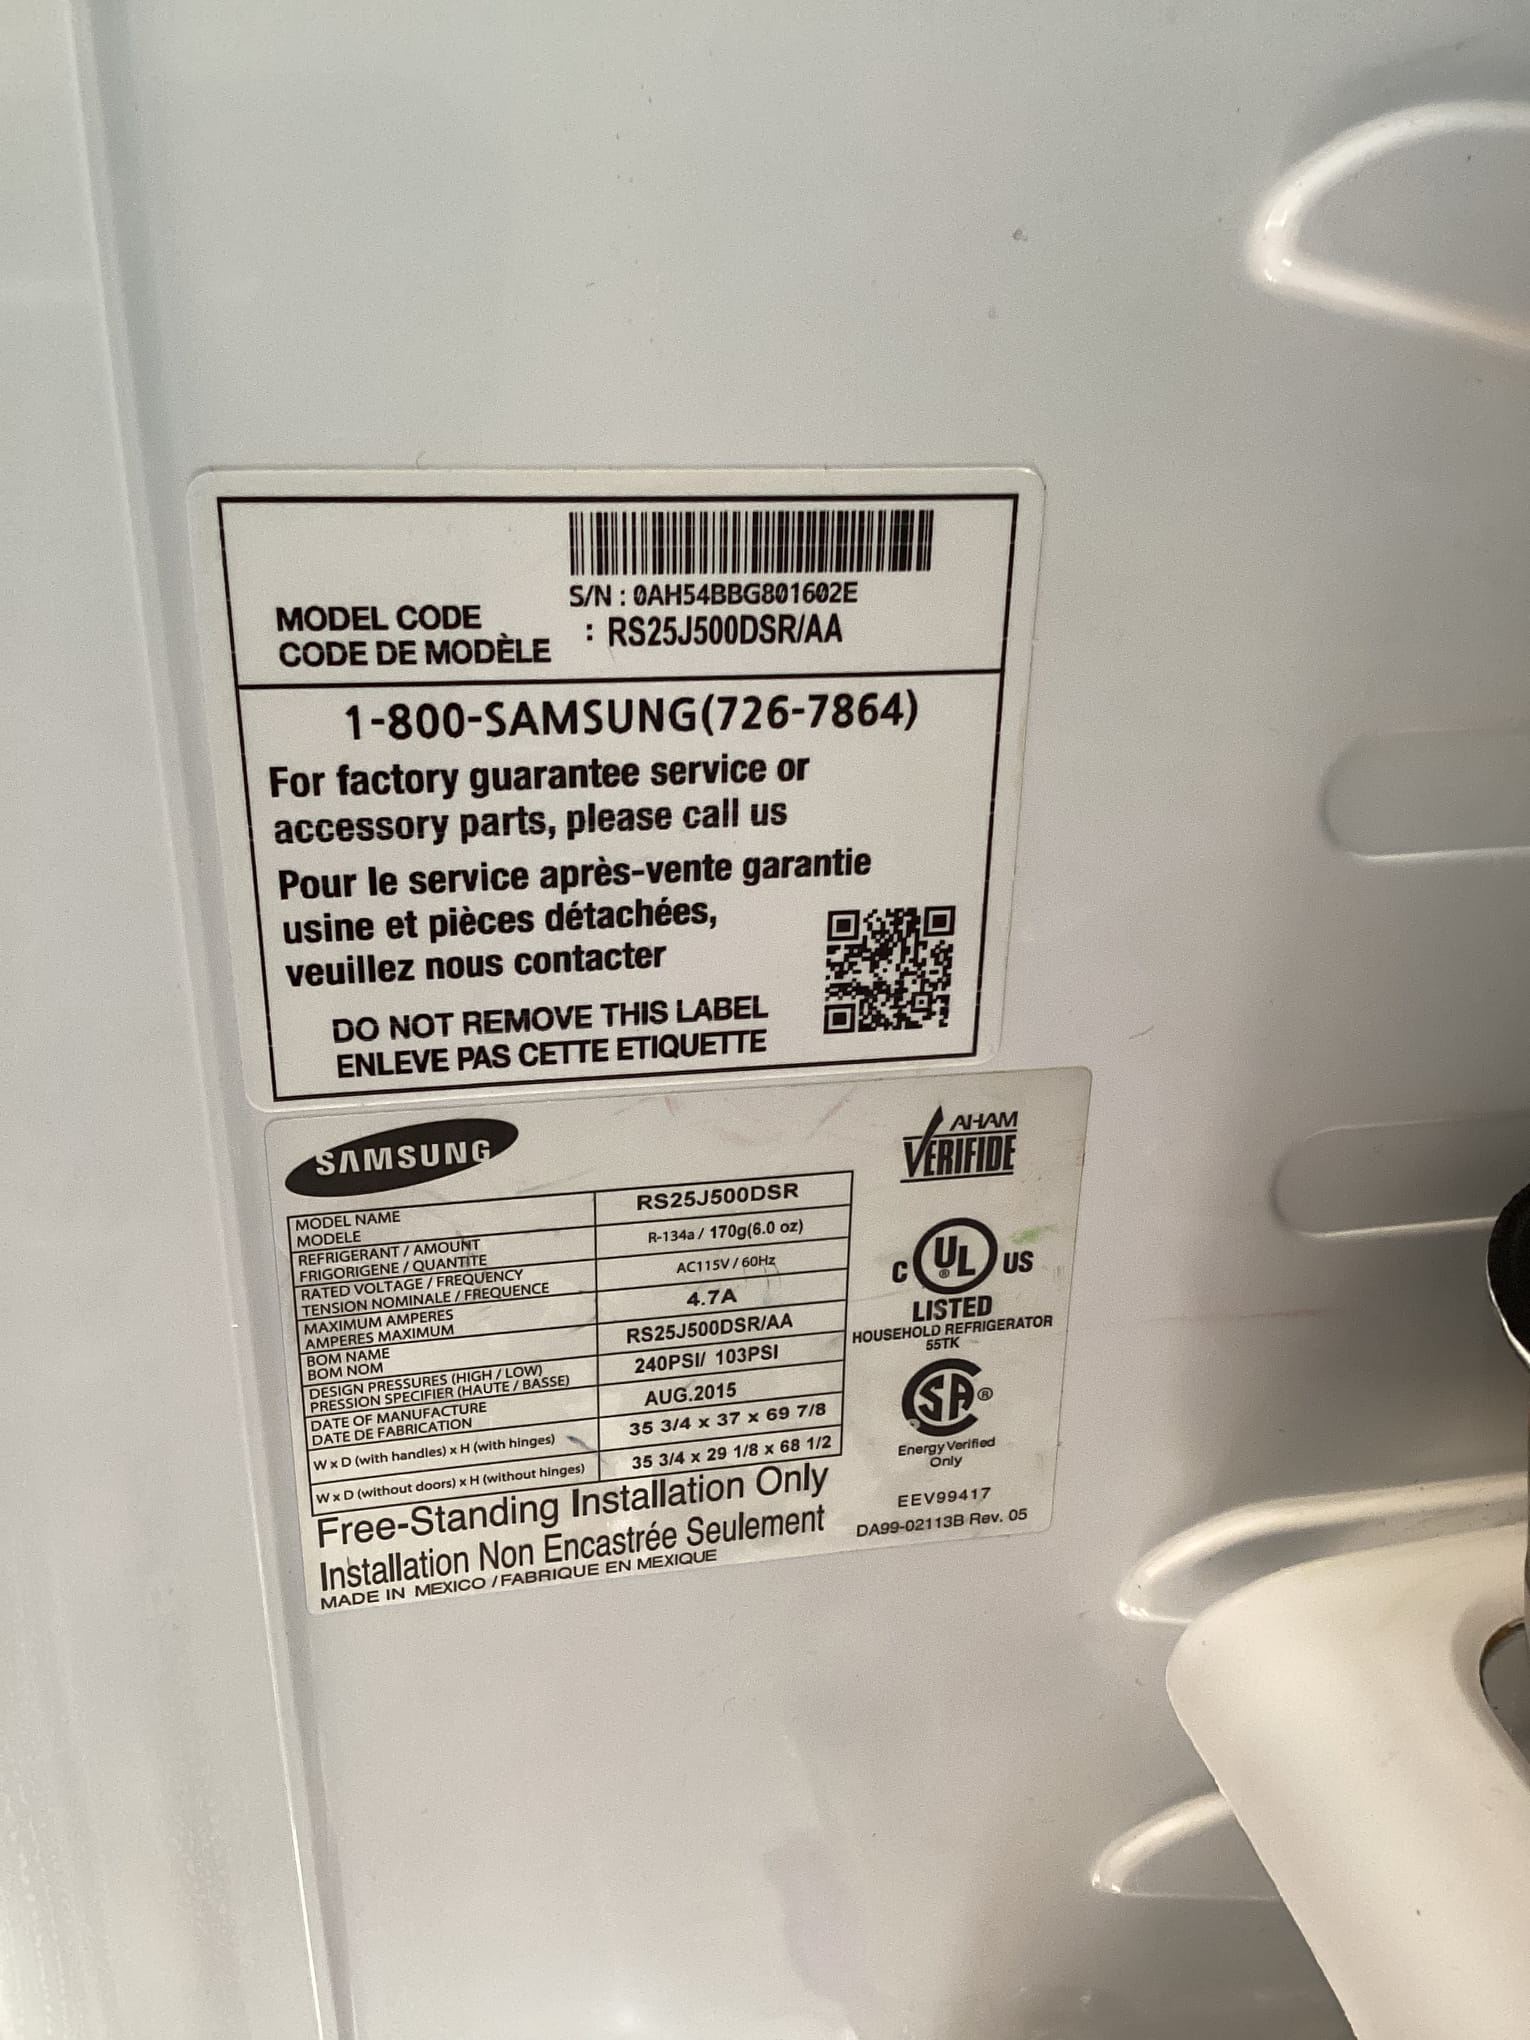 S/N : 0AH54BBG801602E
MODEL CODE
CODE DE MODÈLE : RS25J500DSR/AA
1-800-SAMSUNG(726-7864)
For factory guarantee service or
accessory parts, please call us
Pour le service après-vente garantie
usine et pièces détachées,
veuillez nous contacter
DO NOT REMOVE THIS LABEL
ENLEVE PAS CETTE ETIQUETTE
SAMSUNG
AHAM
VERIFIDE
MODEL NAME
MODELE
RS25J500DSR
REFRIGERANT / AMOUNT
FRIGORIGENE / QUANTITE
R-134a / 170g(6.0 oz)
RATED VOLTAGE / FREQUENCY
TENSION NOMINALE / FREQUENCE
AC115V / 60Hz
MAXIMUM AMPERES
AMPERES MAXIMUM
4.7A
BOM NAME
BOM NOM
RS25J500DSR/AA
DESIGN PRESSURES (HIGH / LOW)
PRESSION SPECIFIER (HAUTE / BASSE)
240PSI/ 103PSI
DATE OF MANUFACTURE
DATE DE FABRICATION
AUG.2015
W x D (with handles) x H (with hinges)
35 3/4 x 37 x 69 7/8
W x D (without doors) x H (without hinges)
35 3/4 x 29 1/8 x 68 1/2
C UL ® US
LISTED
HOUSEHOLD REFRIGERATOR
55TK
SA ®
Energy Verified
Only
EEV99417
DA99-02113B Rev. 05
Free-Standing Installation Only
Installation Non Encastrée Seulement
MADE IN MEXICO / FABRIQUE EN MEXIQUE